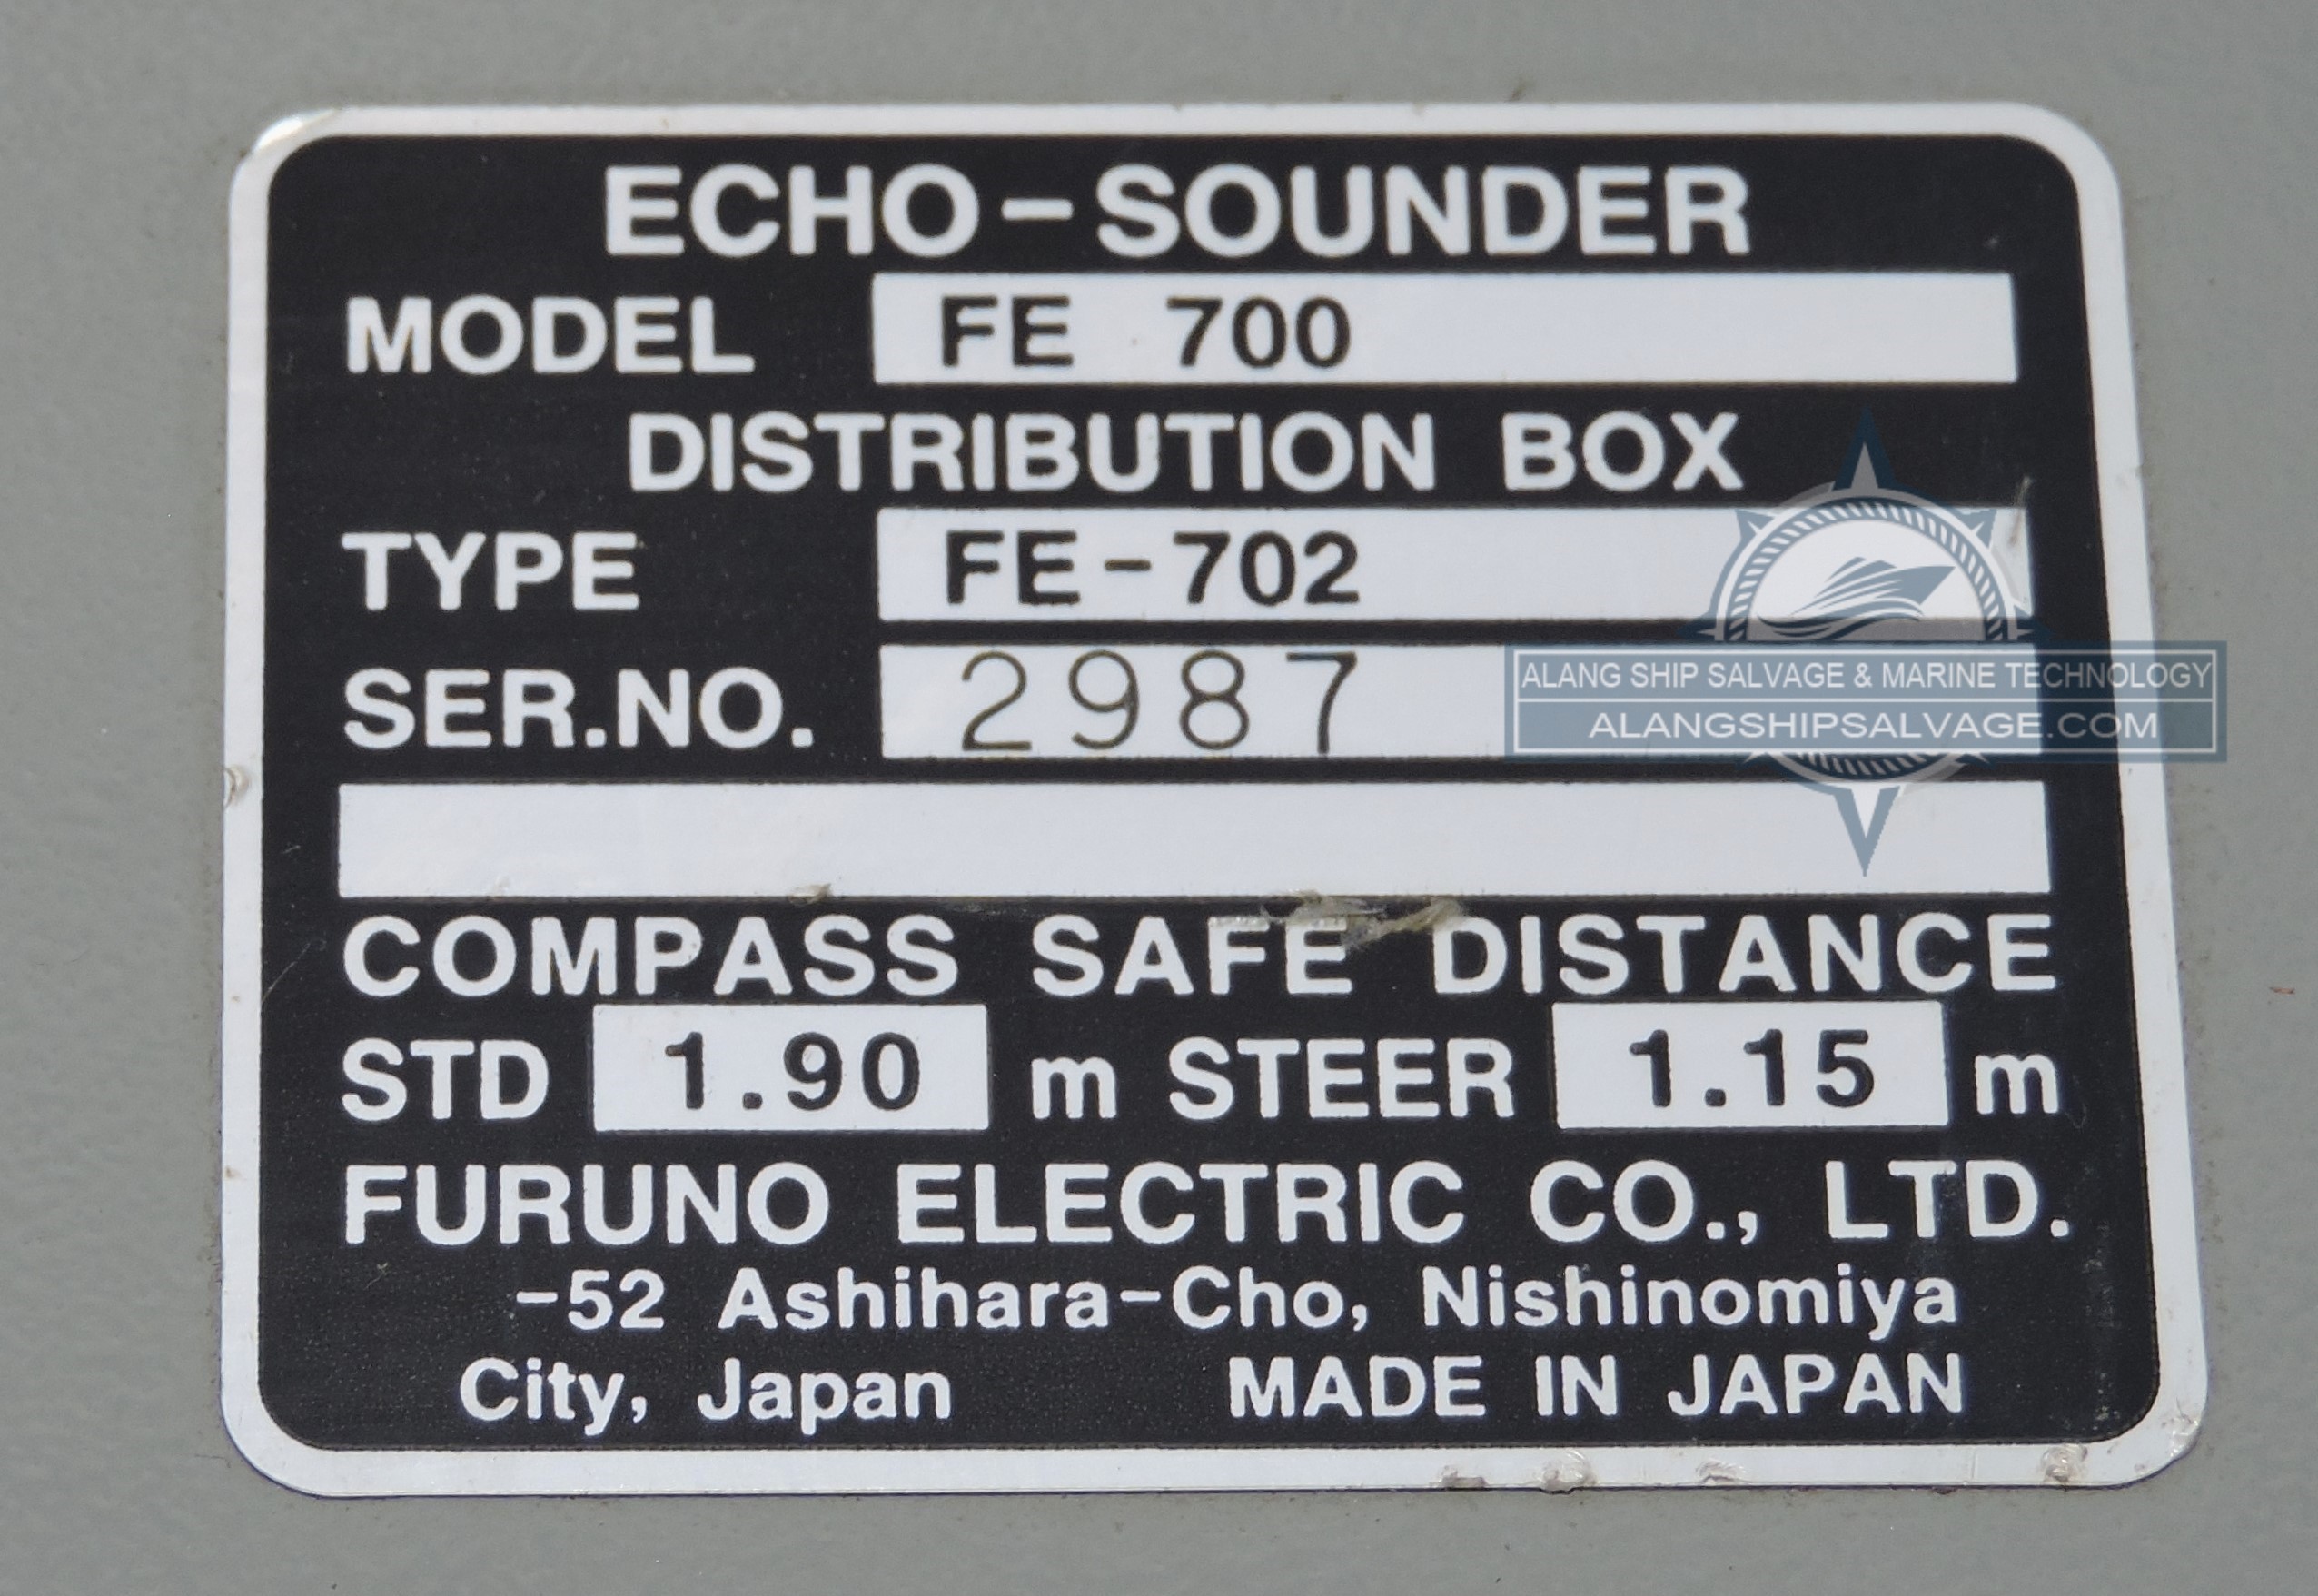 ECHO-SOUNDER
MODEL FE 700
DISTRIBUTION BOX
TYPE FE-702
SER.NO. 2987
ALANG SHIP SALVAGE & MARINE TECHNOLOGY
ALANGSHIPSALVAGE.COM
COMPASS SAFE DISTANCE
STD 1.90 m STEER 1.15 m
FURUNO ELECTRIC CO., LTD.
-52 Ashihara-Cho, Nishinomiya
City, Japan MADE IN JAPAN